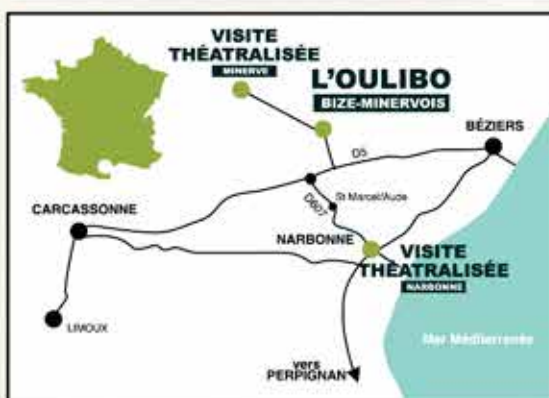 VISITE
THÉATRALISÉE
MINERVE
L'OULIBO
BIZE-MINERVOIS
BÉZIERS
D5
D607
St Marcel/Aude
CARCASSONNE
NARBONNE
VISITE
THÉATRALISÉE
NARBONNE
LIMOUX
Mer Méditerranée
vers
PERPIGNAN